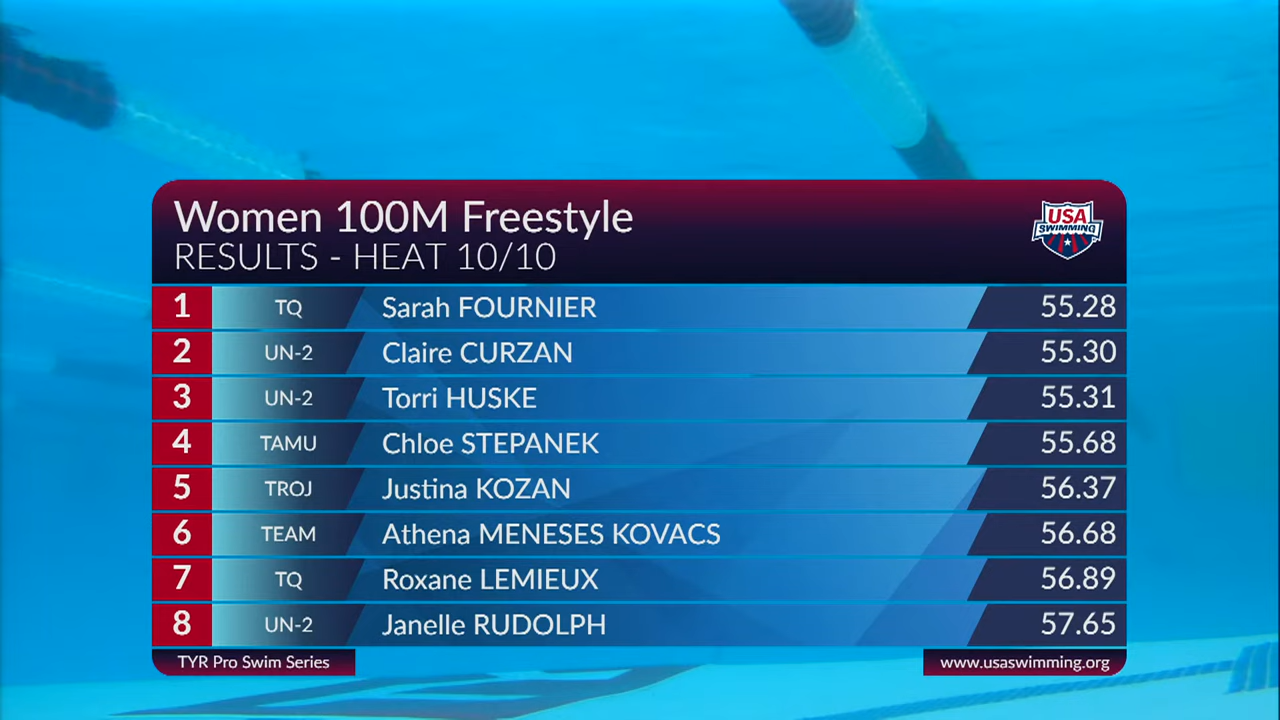 Women 100M Freestyle
RESULTS - HEAT 10/10
USA
SWIMMING
1 TQ Sarah FOURNIER 55.28
2 UN-2 Claire CURZAN 55.30
3 UN-2 Torri HUSKE 55.31
4 TAMU Chloe STEPANEK 55.68
5 TROJ Justina KOZAN 56.37
6 TEAM Athena MENESES KOVACS 56.68
7 TQ Roxane LEMIEUX 56.89
8 UN-2 Janelle RUDOLPH 57.65
TYR Pro Swim Series www.usaswimming.org